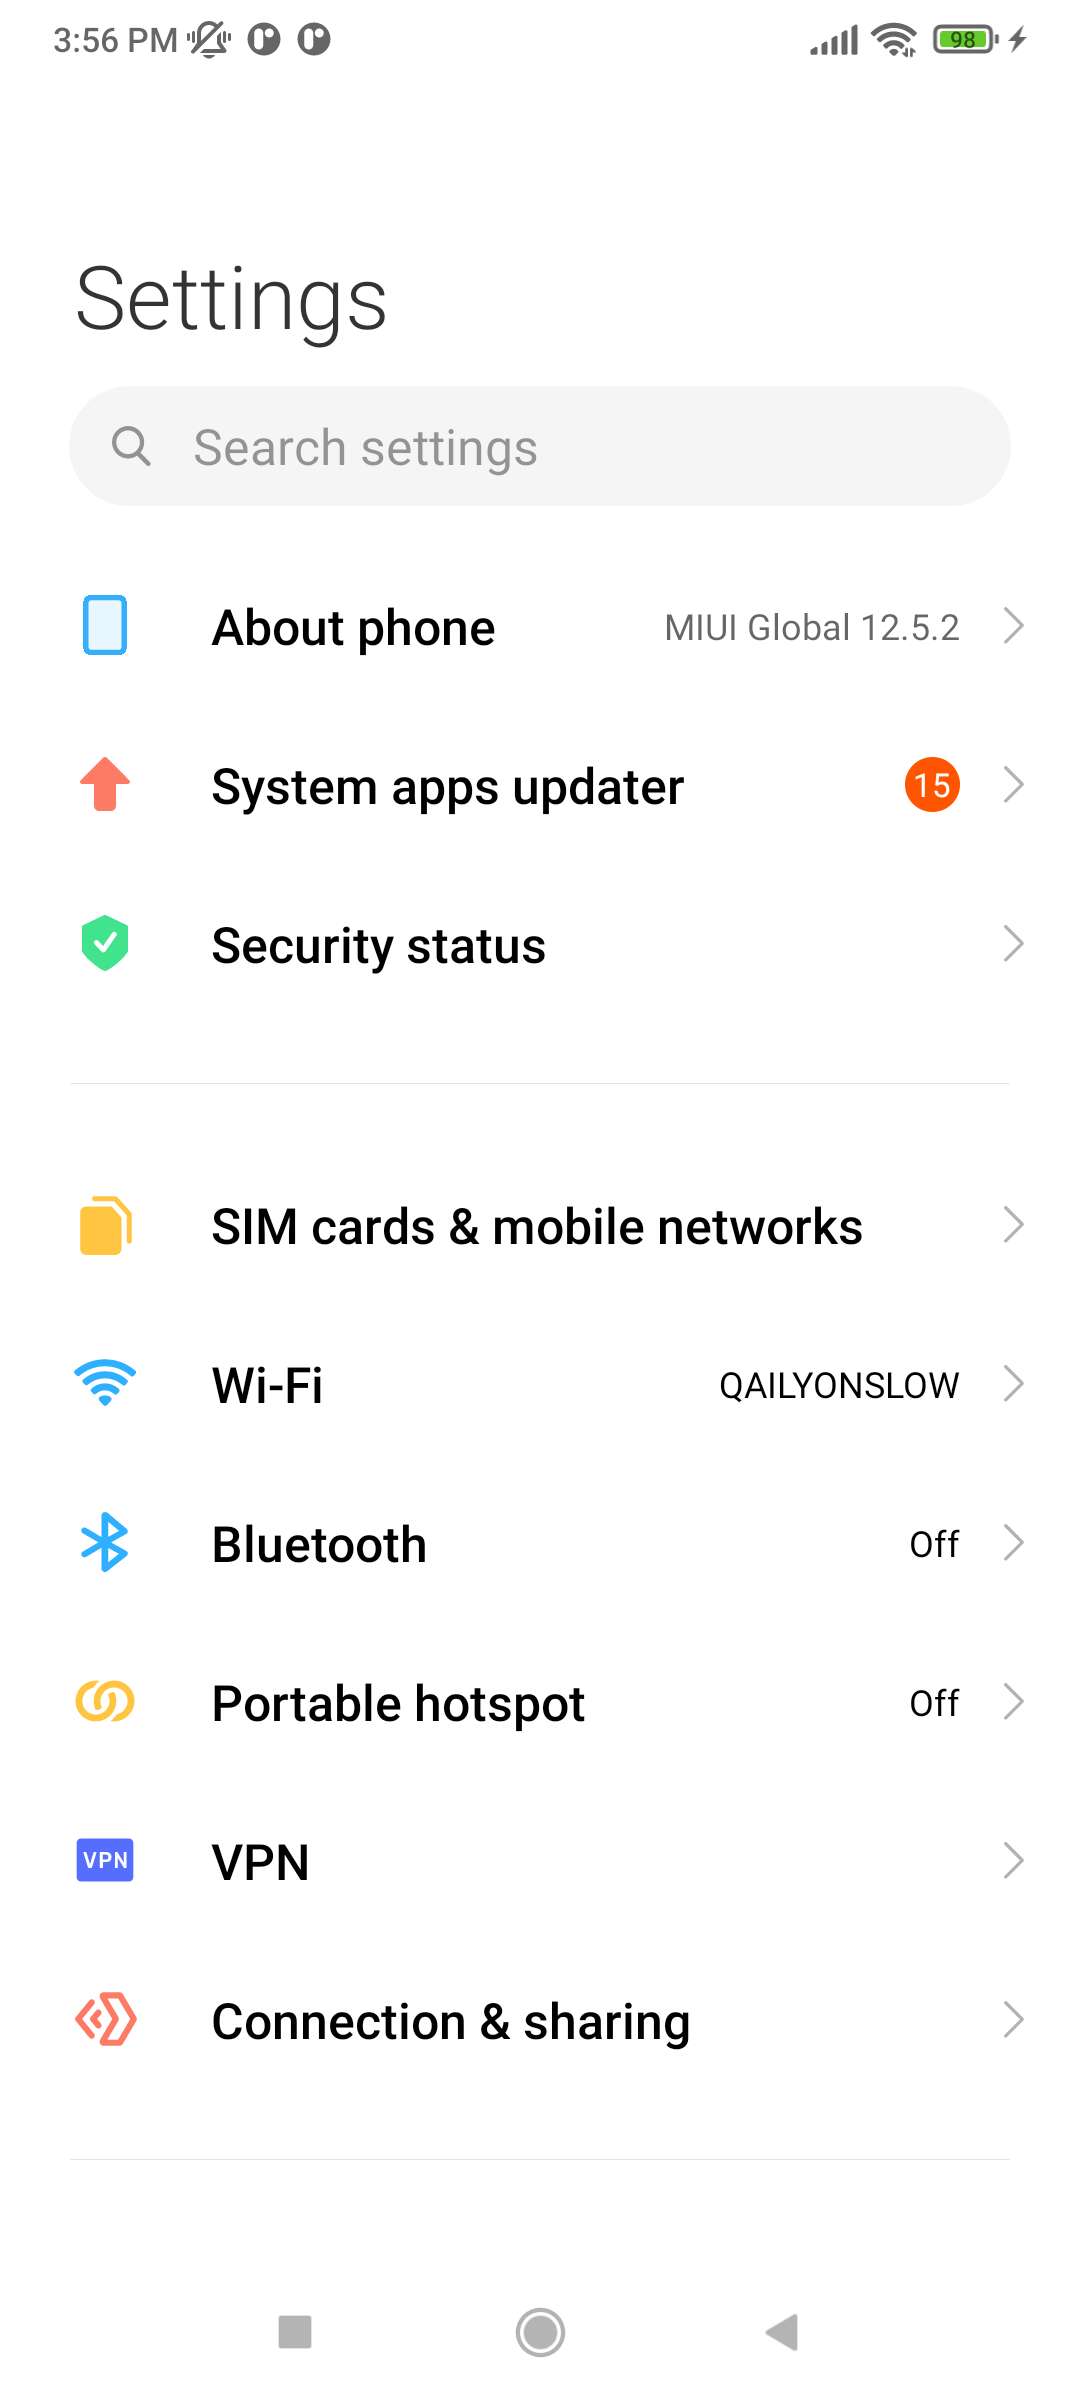 3:56 PM 98
Settings
Search settings
About phone MIUI Global 12.5.2
System apps updater 15
Security status
SIM cards & mobile networks
Wi-Fi QAILYONSLOW
Bluetooth Off
Portable hotspot Off
VPN VPN
Connection & sharing